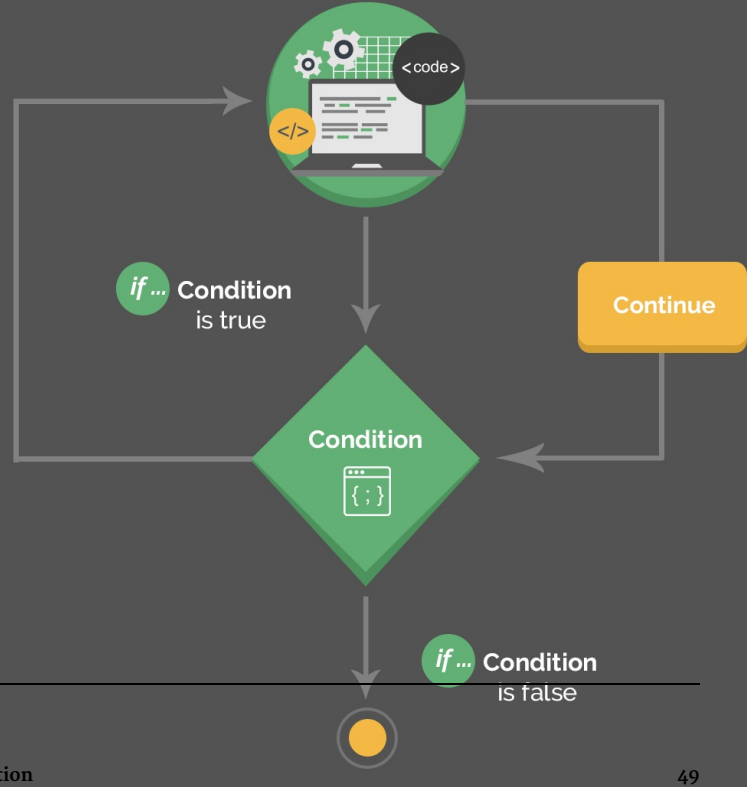 <code>
</>
if ... Condition
is true
Continue
Condition
{ ; }
if ... Condition
is false
49